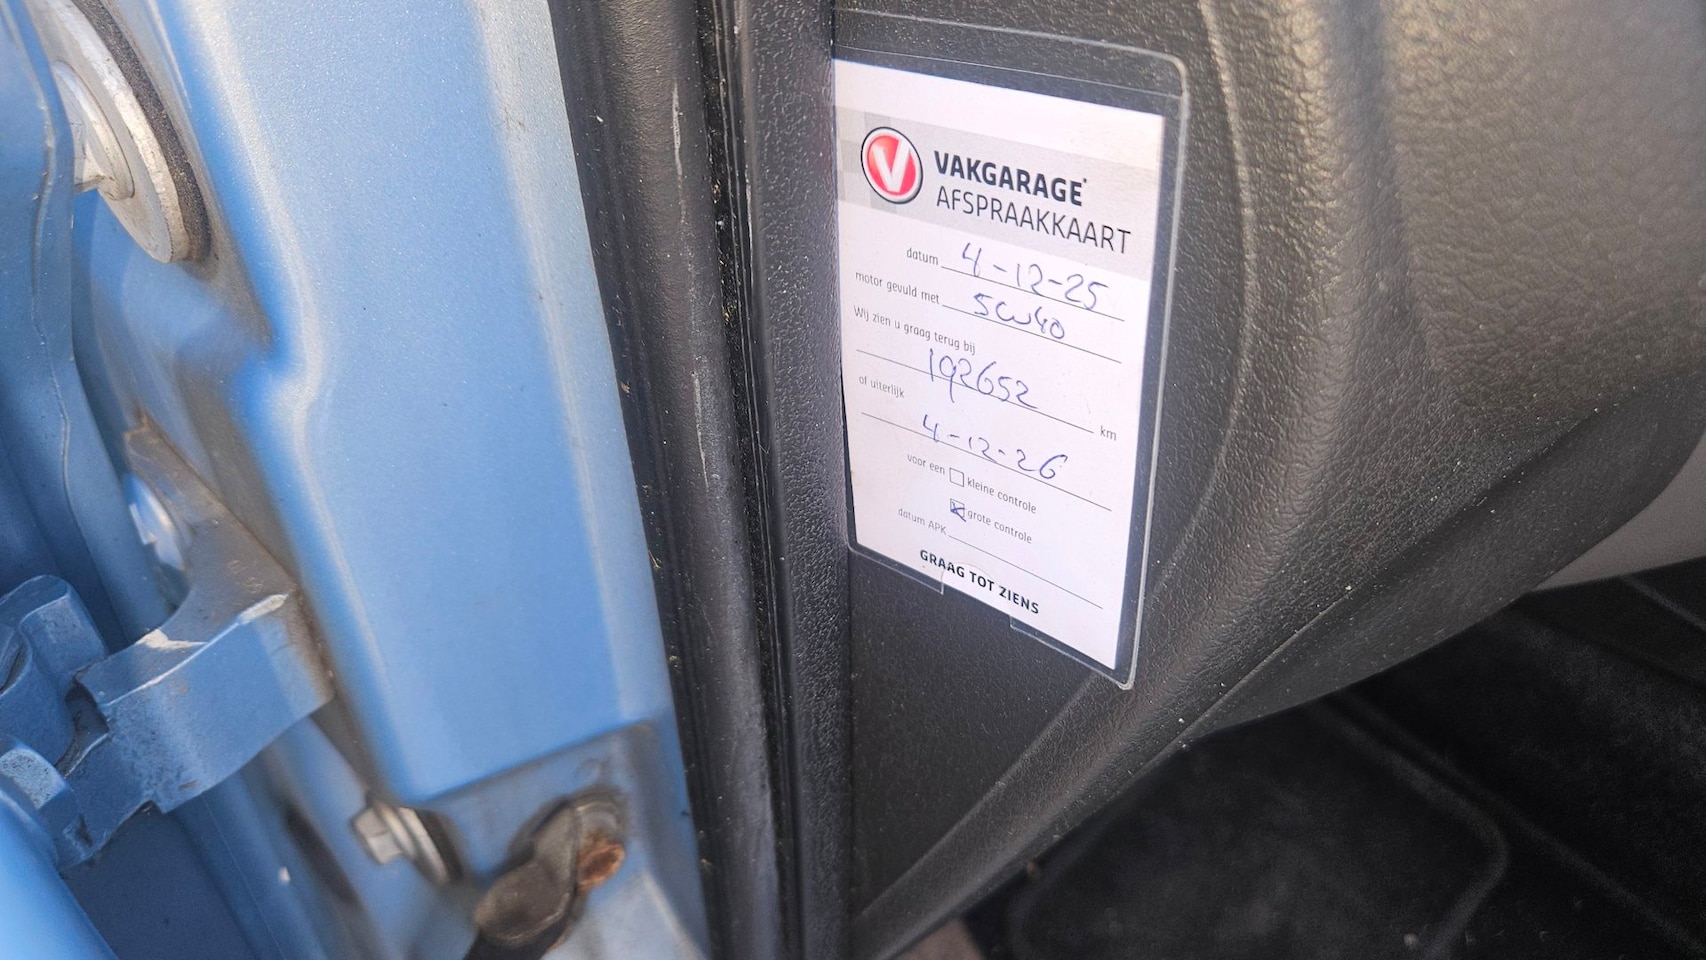 V
VAKGARAGE
AFSPRAAKKAART
datum 4-12-25
motor gevuld met 5W40
Wij zien u graag terug bij
192652 km
of uiterlijk
4-12-26
voor een kleine controle
grote controle
datum APK
GRAAG TOT ZIENS